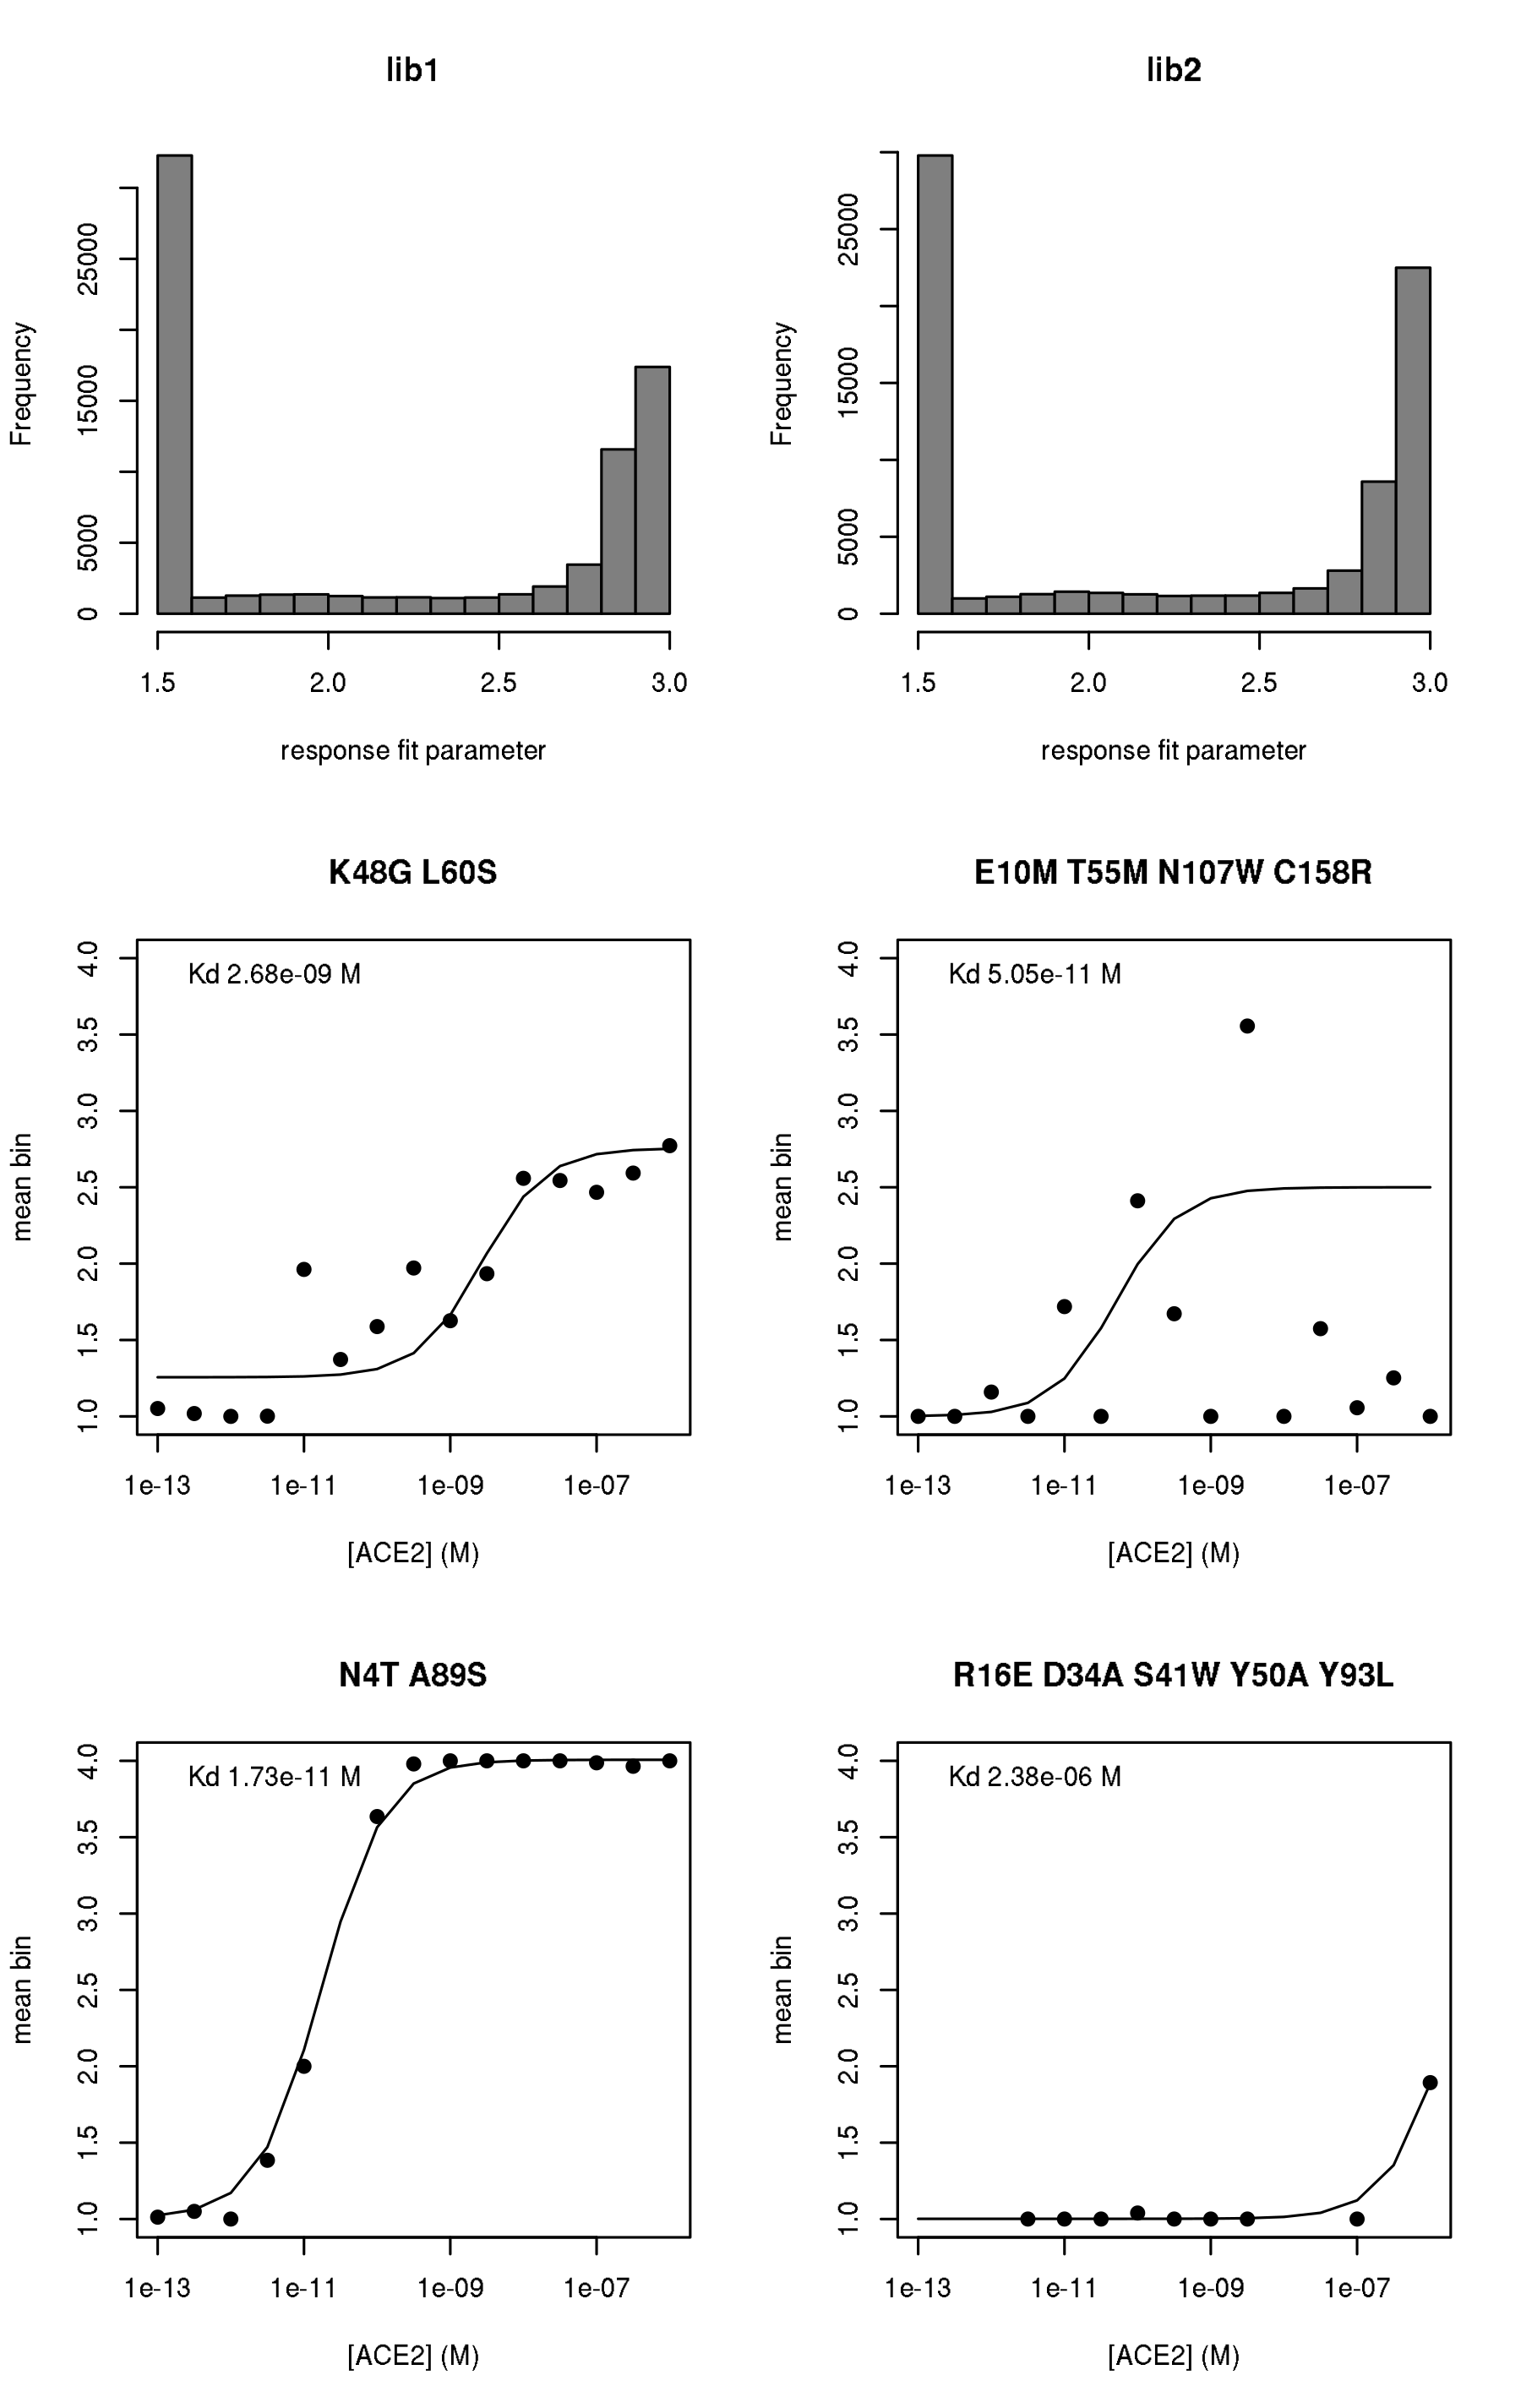 lib1
Frequency
0 5000 15000 25000
1.5 2.0 2.5 3.0
response fit parameter
lib2
Frequency
0 5000 15000 25000
1.5 2.0 2.5 3.0
response fit parameter
K48G L60S
Kd 2.68e-09 M
mean bin
1.0 1.5 2.0 2.5 3.0 3.5 4.0
1e-13 1e-11 1e-09 1e-07
[ACE2] (M)
E10M T55M N107W C158R
Kd 5.05e-11 M
mean bin
1.0 1.5 2.0 2.5 3.0 3.5 4.0
1e-13 1e-11 1e-09 1e-07
[ACE2] (M)
N4T A89S
Kd 1.73e-11 M
mean bin
1.0 1.5 2.0 2.5 3.0 3.5 4.0
1e-13 1e-11 1e-09 1e-07
[ACE2] (M)
R16E D34A S41W Y50A Y93L
Kd 2.38e-06 M
mean bin
1.0 1.5 2.0 2.5 3.0 3.5 4.0
1e-13 1e-11 1e-09 1e-07
[ACE2] (M)